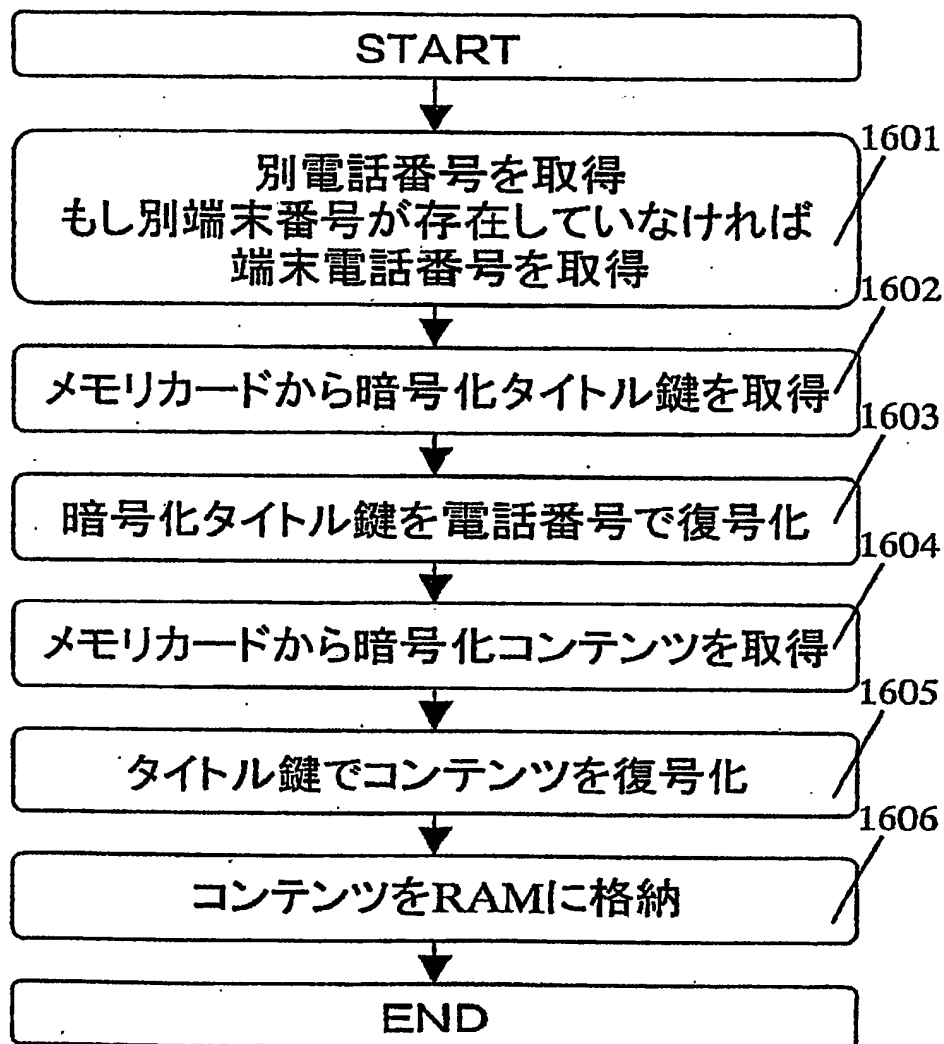 START
1601
別電話番号を取得
もし別端末番号が存在していなければ
端末電話番号を取得
1602
メモリカードから暗号化タイトル鍵を取得
1603
暗号化タイトル鍵を電話番号で復号化
1604
メモリカードから暗号化コンテンツを取得
1605
タイトル鍵でコンテンツを復号化
1606
コンテンツをRAMに格納
END